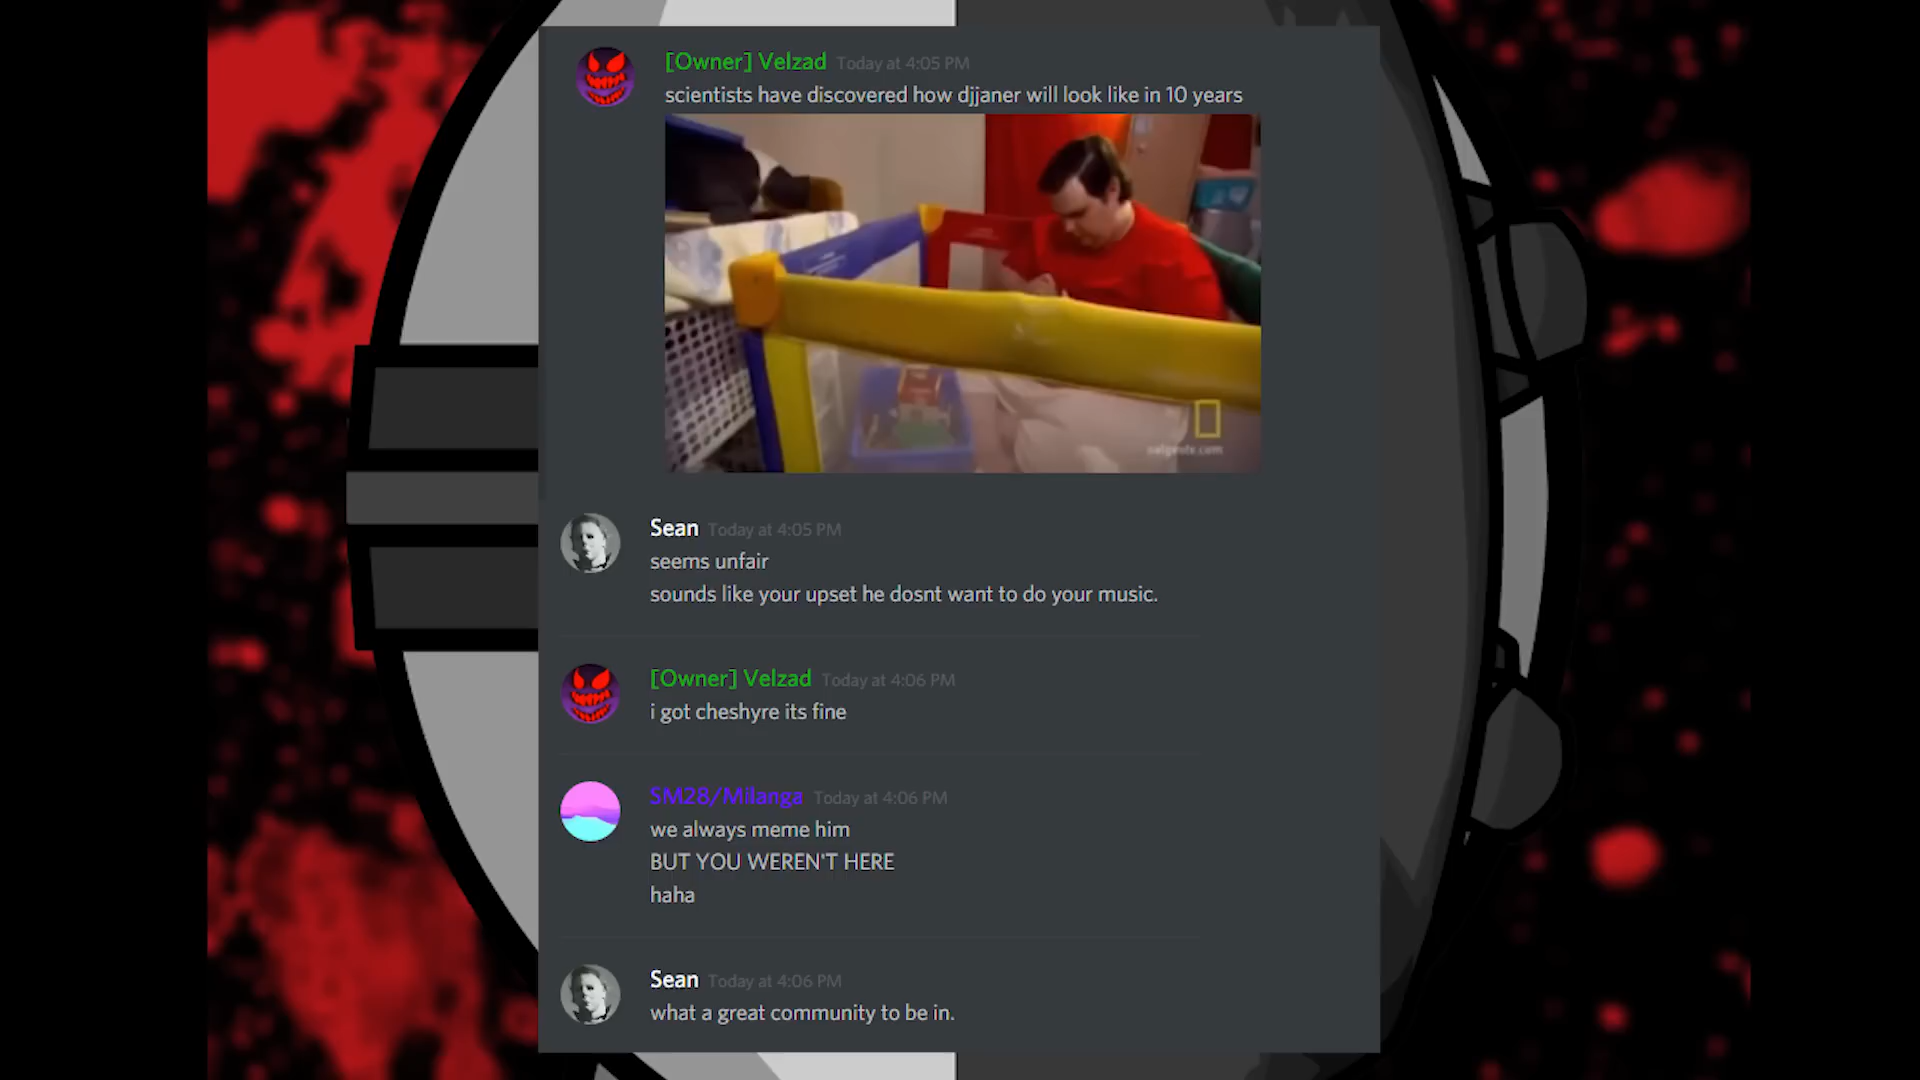 [Owner] Velzad Today at 4:05 PM
scientists have discovered how djjaner will look like in 10 years
natgeotv.com
Sean Today at 4:05 PM
seems unfair
sounds like your upset he dosnt want to do your music.
[Owner] Velzad Today at 4:06 PM
i got cheshyre its fine
SM28/Milanga Today at 4:06 PM
we always meme him
BUT YOU WEREN'T HERE
haha
Sean Today at 4:06 PM
what a great community to be in.